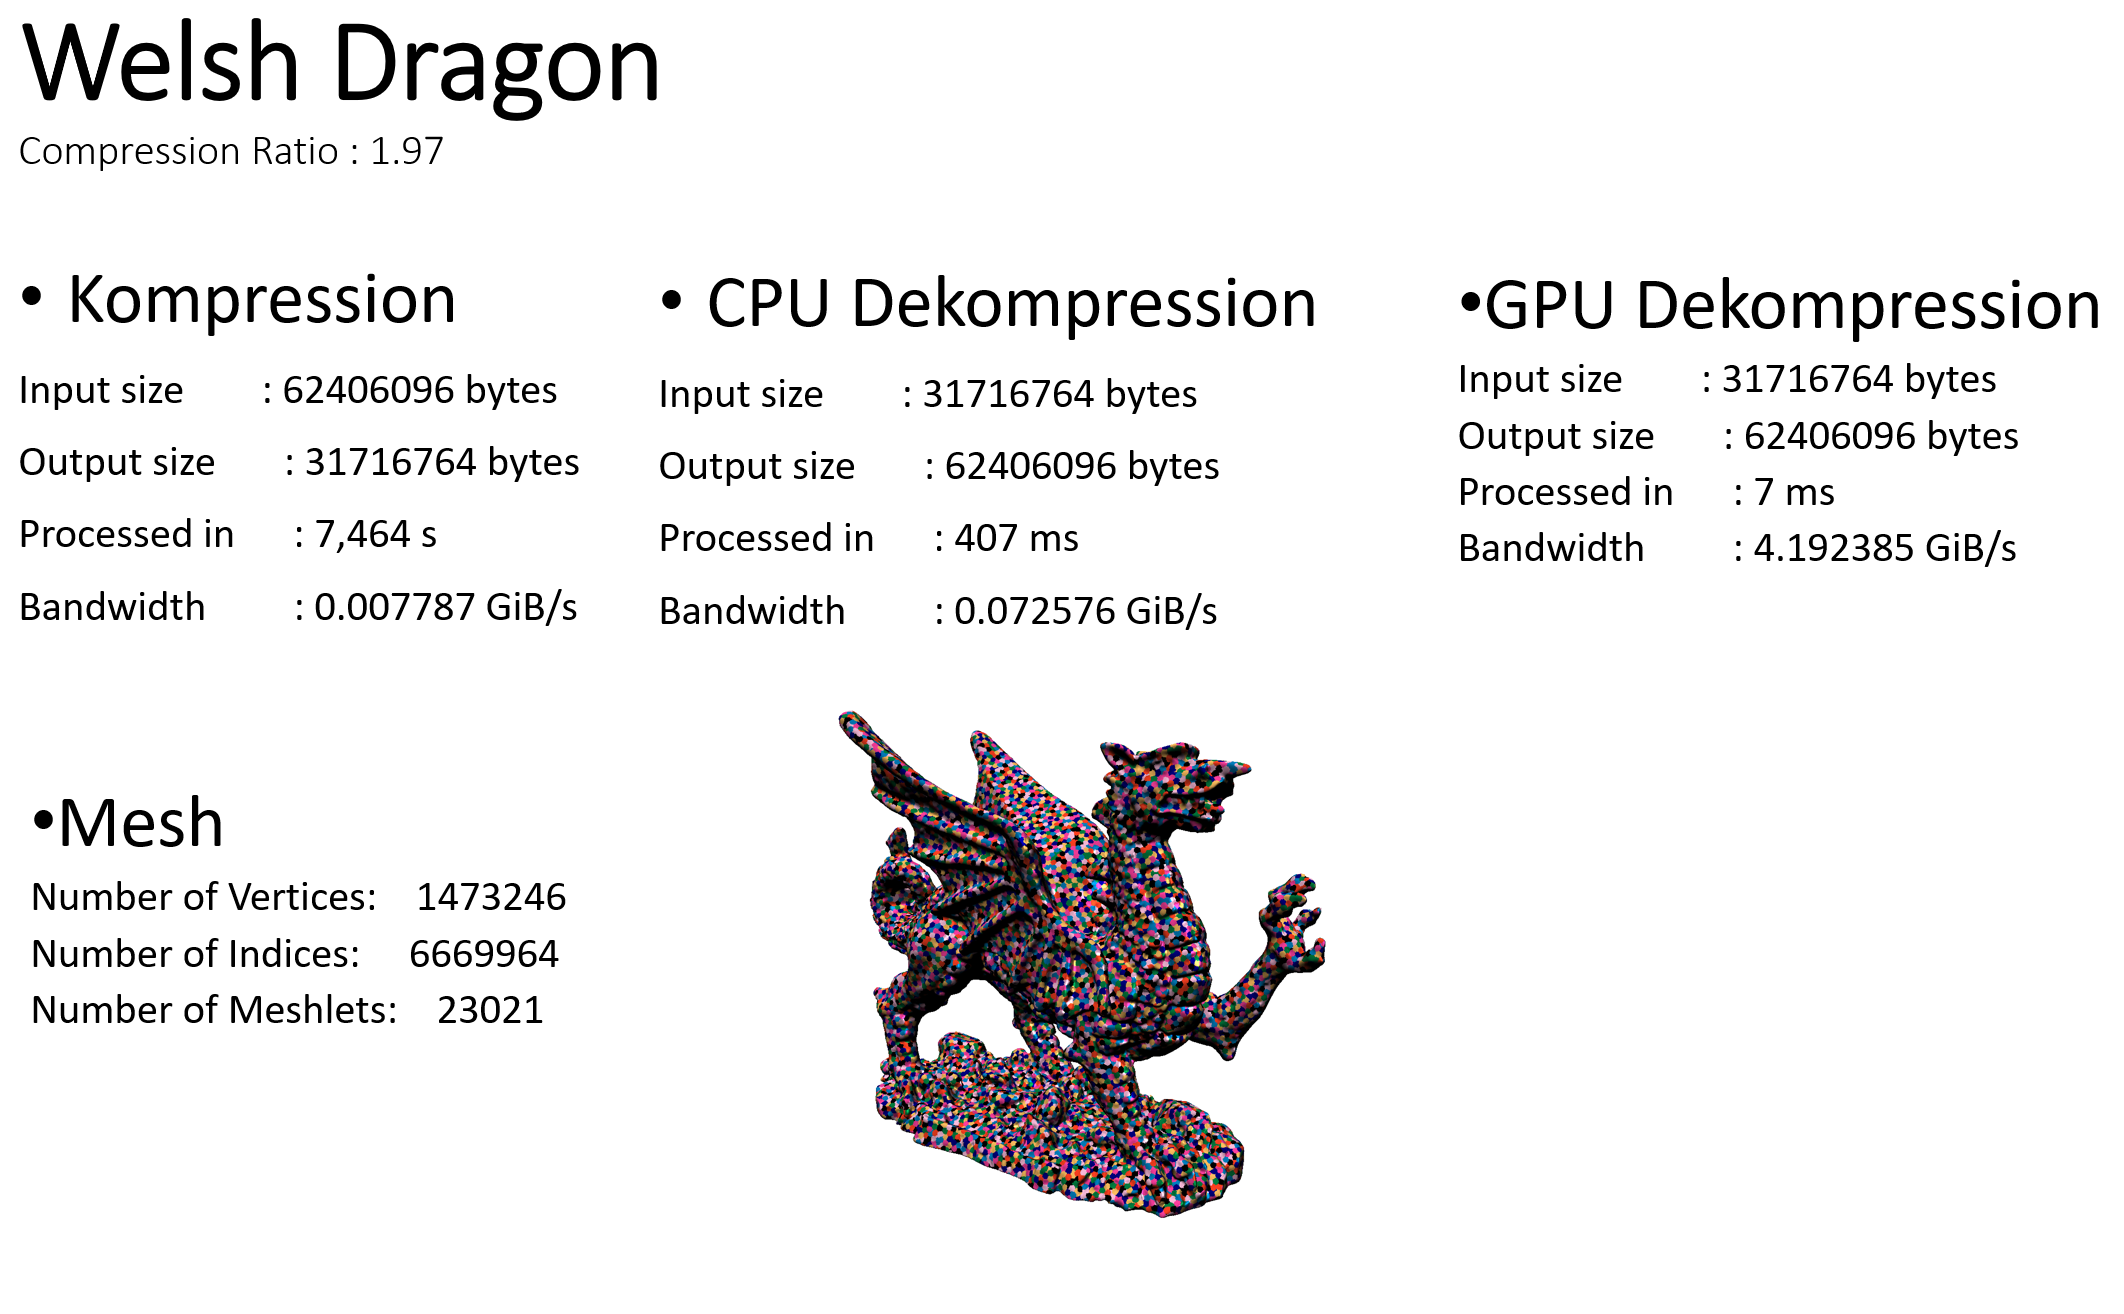 Welsh Dragon
Compression Ratio : 1.97
• Kompression
Input size : 62406096 bytes
Output size : 31716764 bytes
Processed in : 7,464 s
Bandwidth : 0.007787 GiB/s
• CPU Dekompression
Input size : 31716764 bytes
Output size : 62406096 bytes
Processed in : 407 ms
Bandwidth : 0.072576 GiB/s
•GPU Dekompression
Input size : 31716764 bytes
Output size : 62406096 bytes
Processed in : 7 ms
Bandwidth : 4.192385 GiB/s
•Mesh
Number of Vertices: 1473246
Number of Indices: 6669964
Number of Meshlets: 23021